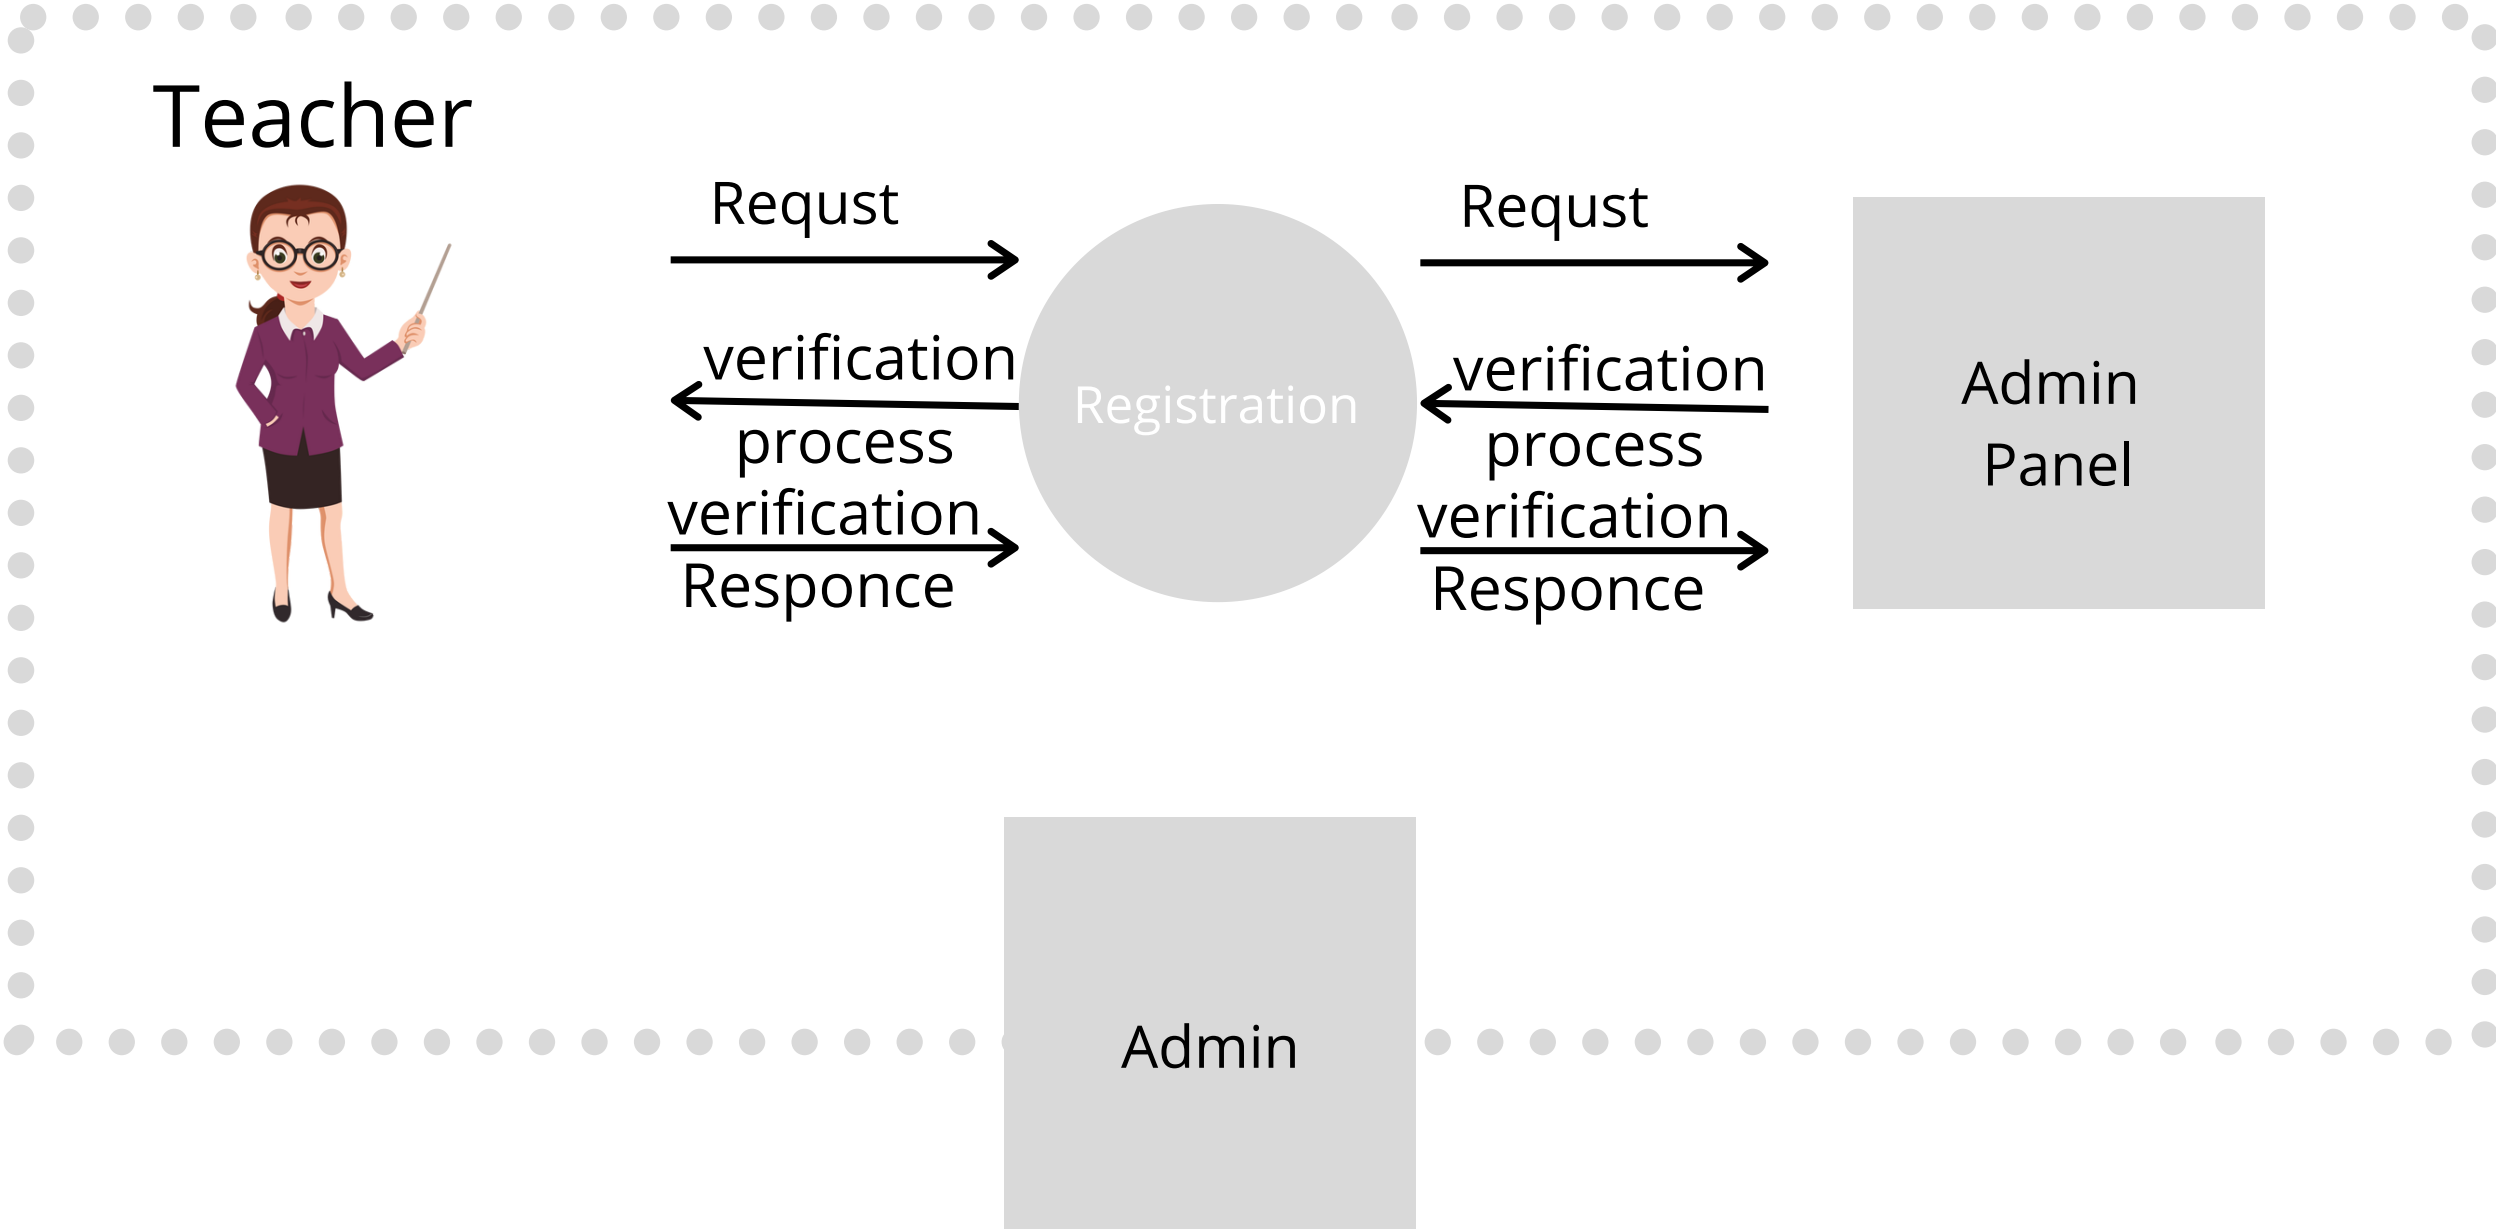 Teacher
Requst
Requst
verification
process
Registration
verification
process
Admin
Panel
verification
Responce
verification
Responce
Admin